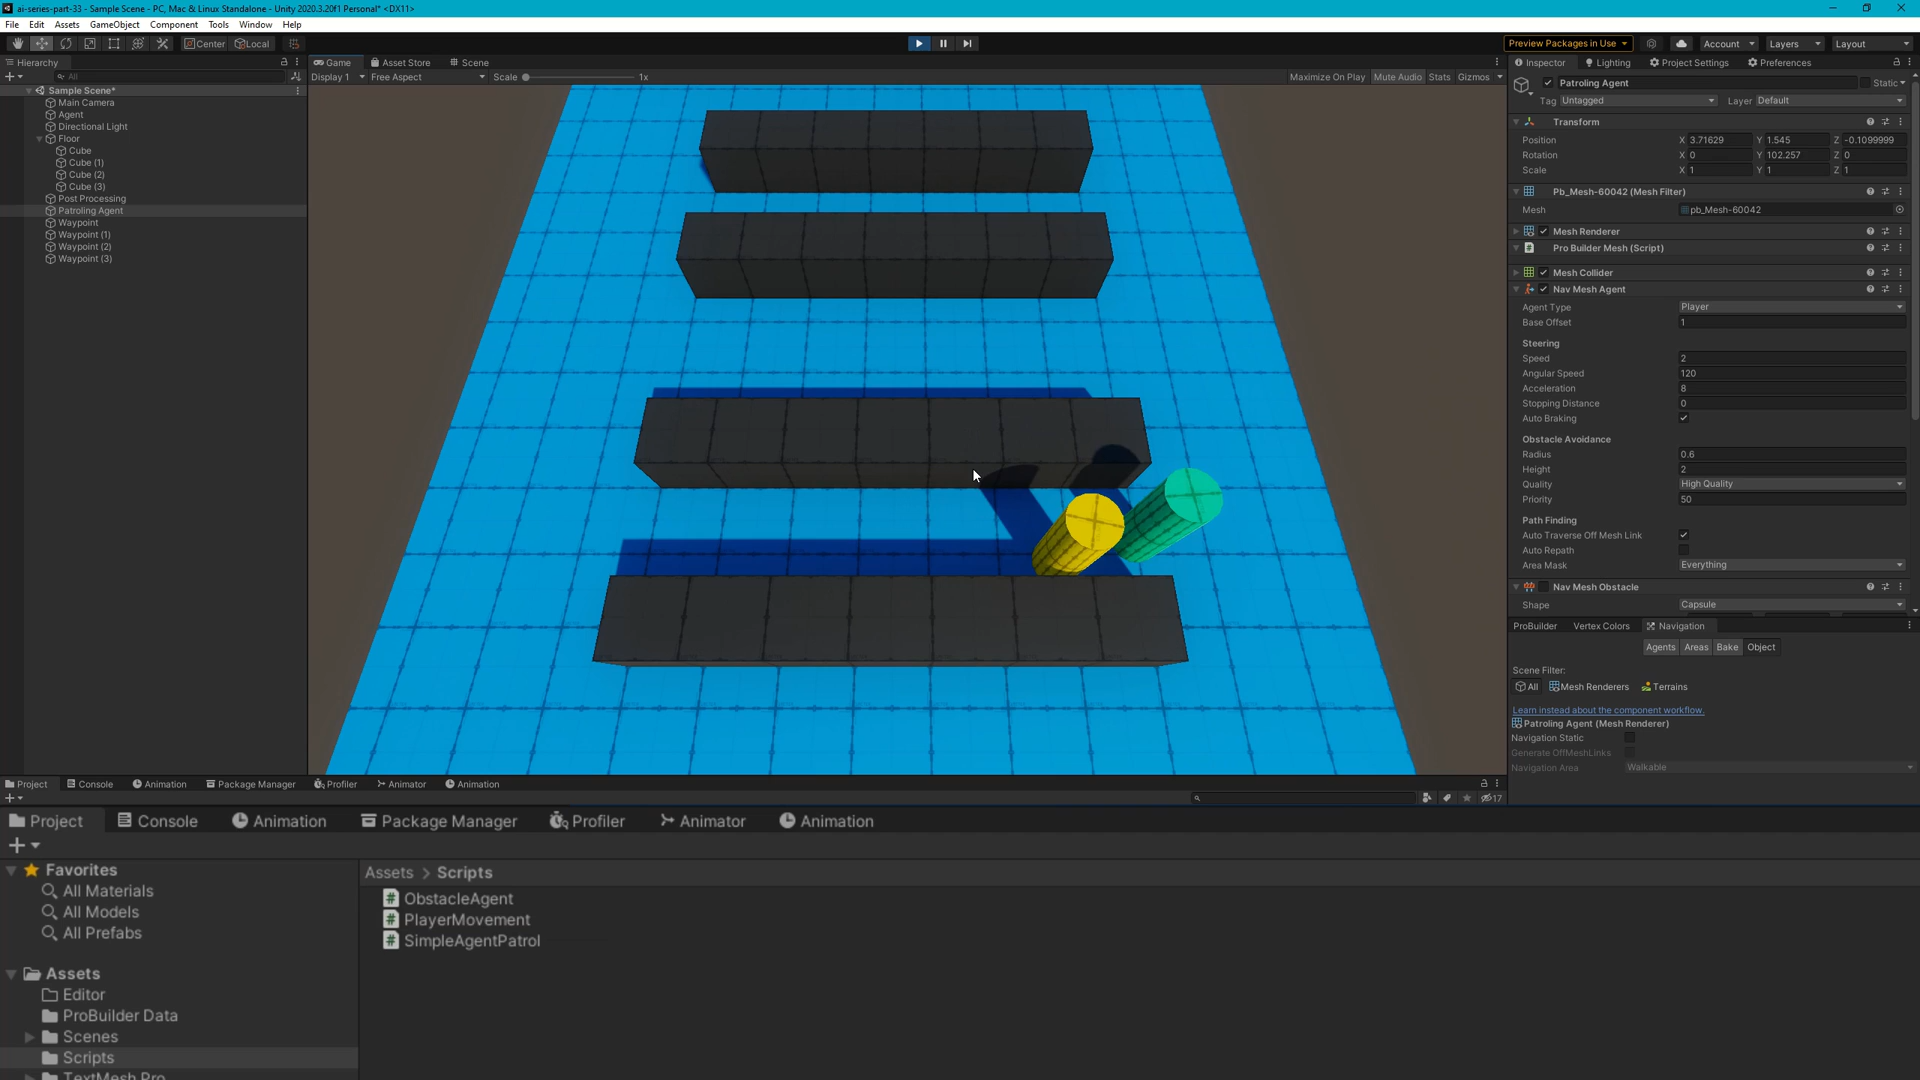 ai-series-part-33 - Sample Scene - PC, Mac & Linux Standalone - Unity 2020.3.20f1 Personal* <DX11>
File Edit Assets GameObject Component Tools Window Help
Center Local Preview Packages in Use Account Layers Layout
Hierarchy Game Asset Store Scene Inspector Lighting Project Settings Preferences
All Display 1 Free Aspect Scale 1x Maximize On Play Mute Audio Stats Gizmos
Sample Scene*
Main Camera
Agent
Directional Light
Floor
Cube
Cube (1)
Cube (2)
Cube (3)
Post Processing
Patroling Agent
Waypoint
Waypoint (1)
Waypoint (2)
Waypoint (3)
Patroling Agent Static
Tag Untagged Layer Default
Transform
Position X 3.71629 Y 1.545 Z -0.1099999
Rotation X 0 Y 102.257 Z 0
Scale X 1 Y 1 Z 1
Pb_Mesh-60042 (Mesh Filter)
Mesh pb_Mesh-60042
Mesh Renderer
Pro Builder Mesh (Script)
Mesh Collider
Nav Mesh Agent
Agent Type Player
Base Offset 1
Steering
Speed 2
Angular Speed 120
Acceleration 8
Stopping Distance 0
Auto Braking
Obstacle Avoidance
Radius 0.6
Height 2
Quality High Quality
Priority 50
Path Finding
Auto Traverse Off Mesh Link
Auto Repath
Area Mask Everything
Nav Mesh Obstacle
Shape Capsule
ProBuilder Vertex Colors Navigation
Agents Areas Bake Object
Scene Filter:
All Mesh Renderers Terrains
Learn instead about the component workflow.
Patroling Agent (Mesh Renderer)
Navigation Static
Generate OffMeshLinks
Navigation Area Walkable
Project Console Animation Package Manager Profiler Animator Animation
17
Project Console Animation Package Manager Profiler Animator Animation
Favorites
All Materials
All Models
All Prefabs
Assets
Editor
ProBuilder Data
Scenes
Scripts
TextMesh Pro
Assets > Scripts
ObstacleAgent
PlayerMovement
SimpleAgentPatrol